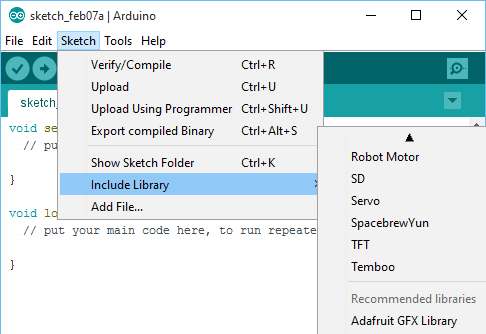 sketch_feb07a | Arduino
File Edit Sketch Tools Help
Verify/Compile Ctrl+R
Upload Ctrl+U
Upload Using Programmer Ctrl+Shift+U
Export compiled Binary Ctrl+Alt+S
Show Sketch Folder Ctrl+K
Include Library
Add File...
Robot Motor
SD
Servo
SpacebrewYun
TFT
Temboo
Recommended libraries
Adafruit GFX Library
sketch_
void se
// pu
}
void lo
// put your main code here, to run repeate
}